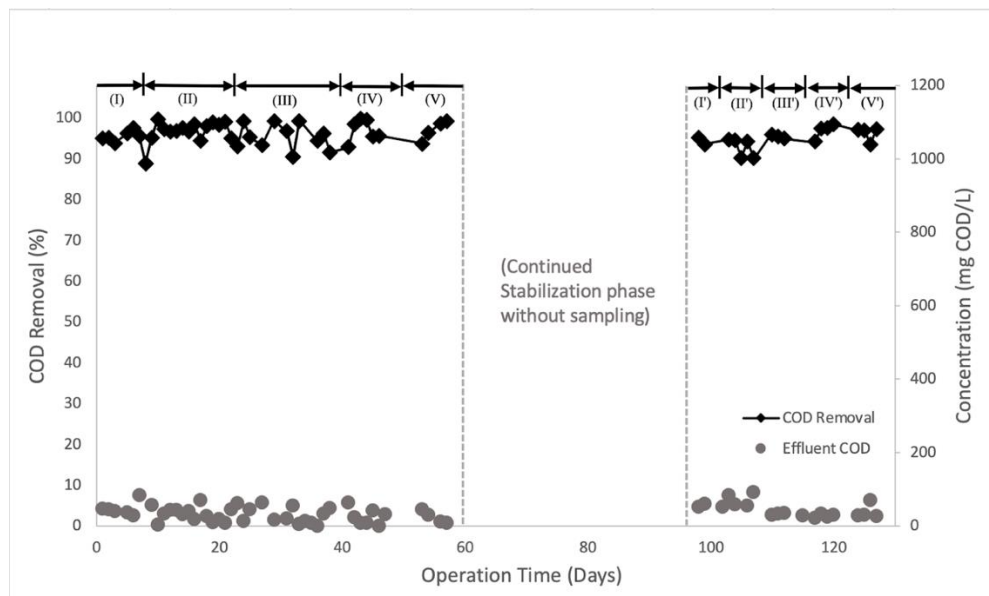 (I) (II) (III) (IV) (V) (I') (II') (III') (IV') (V')
100
90
80
70
60
50
40
30
20
10
0
COD Removal (%)
1200
1000
800
600
400
200
0
Concentration (mg COD/L)
(Continued
Stabilization phase
without sampling)
COD Removal
Effluent COD
0 20 40 60 80 100 120
Operation Time (Days)